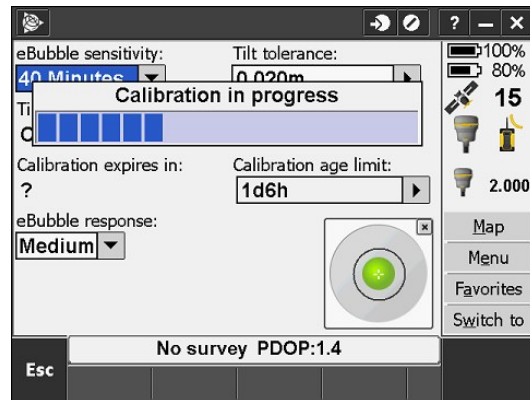 ? – ×
eBubble sensitivity: Tilt tolerance:
40 Minutes 0.020m
Calibration in progress
Ti
C
Calibration expires in: Calibration age limit:
? 1d6h
eBubble response:
Medium
100%
80%
15
2.000
Map
Menu
Favorites
Switch to
No survey PDOP:1.4
Esc